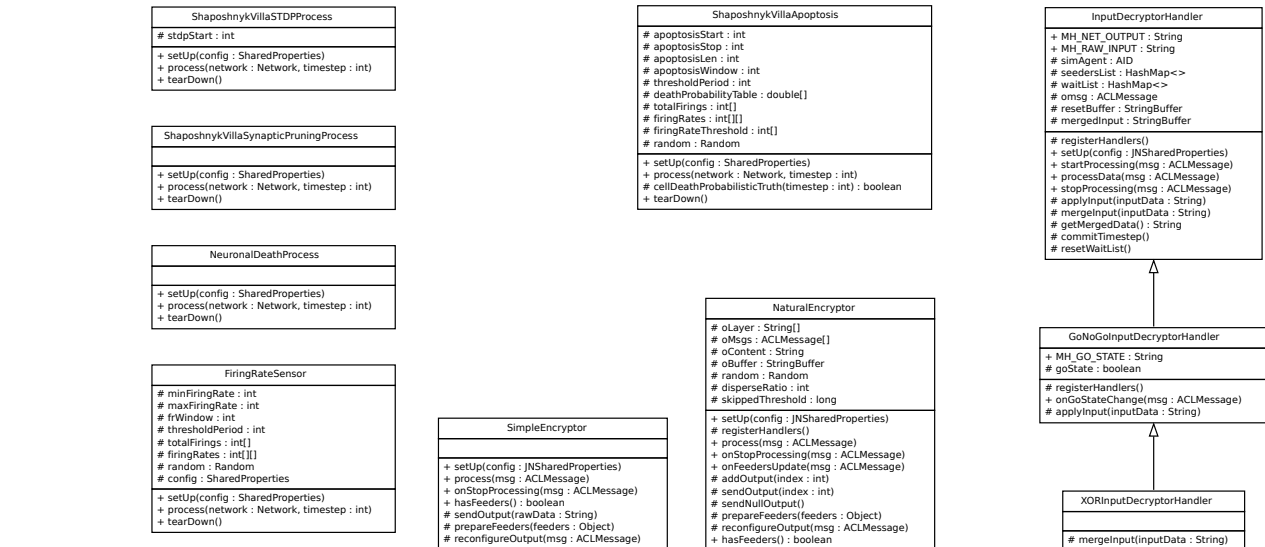 ShaposhnykVillaSTDPProcess
# stdpStart : int
+ setUp(config : SharedProperties)
+ process(network : Network, timestep : int)
+ tearDown()
ShaposhnykVillaSynapticPruningProcess
+ setUp(config : SharedProperties)
+ process(network : Network, timestep : int)
+ tearDown()
NeuronalDeathProcess
+ setUp(config : SharedProperties)
+ process(network : Network, timestep : int)
+ tearDown()
FiringRateSensor
# minFiringRate : int
# maxFiringRate : int
# frWindow : int
# thresholdPeriod : int
# totalFirings : int[]
# firingRates : int[][]
# random : Random
# config : SharedProperties
+ setUp(config : SharedProperties)
+ process(network : Network, timestep : int)
+ tearDown()
SimpleEncryptor
+ setUp(config : JNSharedProperties)
+ process(msg : ACLMessage)
+ onStopProcessing(msg : ACLMessage)
+ hasFeeders() : boolean
# sendOutput(rawData : String)
# prepareFeeders(feeders : Object)
# reconfigureOutput(msg : ACLMessage)
ShaposhnykVillaApoptosis
# apoptosisStart : int
# apoptosisStop : int
# apoptosisLen : int
# apoptosisWindow : int
# thresholdPeriod : int
# deathProbabilityTable : double[]
# totalFirings : int[]
# firingRates : int[][]
# firingRateThreshold : int[]
# random : Random
+ setUp(config : SharedProperties)
+ process(network : Network, timestep : int)
# cellDeathProbabilisticTruth(timestep : int) : boolean
+ tearDown()
NaturalEncryptor
# oLayer : String[]
# oMsgs : ACLMessage[]
# oContent : String
# oBuffer : StringBuffer
# random : Random
# disperseRatio : int
# skippedThreshold : long
+ setUp(config : JNSharedProperties)
# registerHandlers()
+ process(msg : ACLMessage)
+ onStopProcessing(msg : ACLMessage)
+ onFeedersUpdate(msg : ACLMessage)
# addOutput(index : int)
# sendOutput(index : int)
# sendNullOutput()
# prepareFeeders(feeders : Object)
# reconfigureOutput(msg : ACLMessage)
+ hasFeeders() : boolean
InputDecryptorHandler
+ MH_NET_OUTPUT : String
+ MH_RAW_INPUT : String
# simAgent : AID
# seedersList : HashMap<>
# waitList : HashMap<>
# omsg : ACLMessage
# resetBuffer : StringBuffer
# mergedInput : StringBuffer
# registerHandlers()
+ setUp(config : JNSharedProperties)
+ startProcessing(msg : ACLMessage)
+ processData(msg : ACLMessage)
+ stopProcessing(msg : ACLMessage)
# applyInput(inputData : String)
# mergeInput(inputData : String)
# getMergedData() : String
# commitTimestep()
# resetWaitList()
GoNoGoInputDecryptorHandler
+ MH_GO_STATE : String
# goState : boolean
# registerHandlers()
+ onGoStateChange(msg : ACLMessage)
# applyInput(inputData : String)
XORInputDecryptorHandler
# mergeInput(inputData : String)